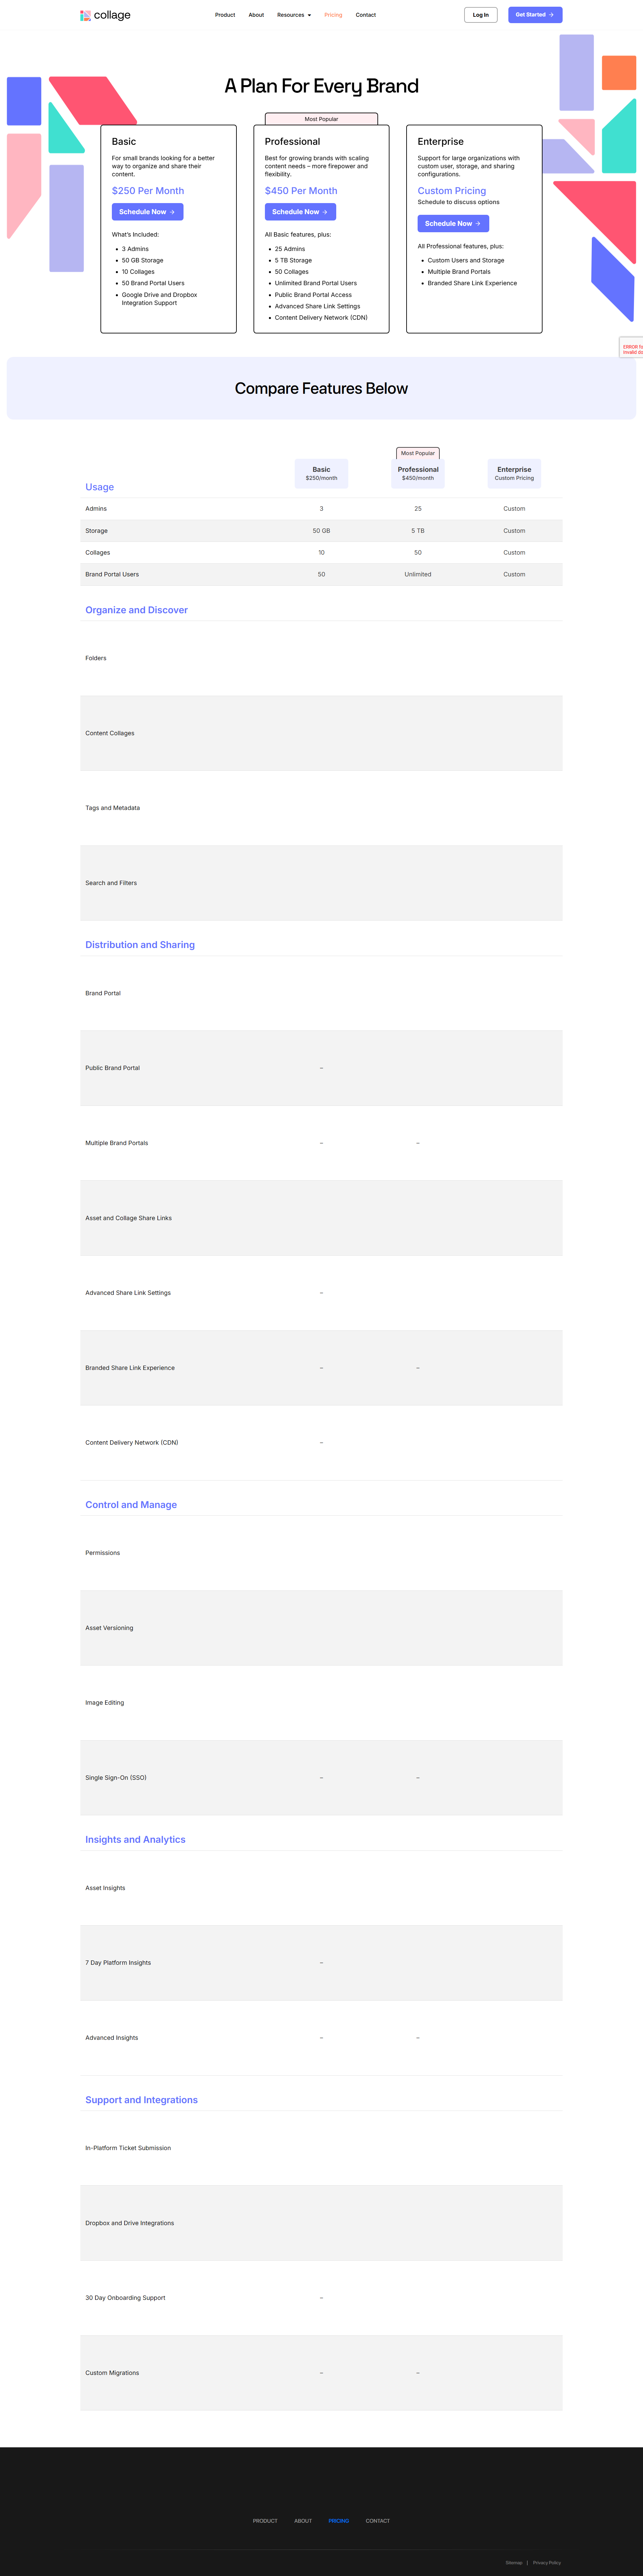 collage
Product About Resources Pricing Contact
Log In
Get Started
A Plan For Every Brand
Basic
For small brands looking for a better
way to organize and share their
content.
$250 Per Month
Schedule Now
What's Included:
3 Admins
50 GB Storage
10 Collages
50 Brand Portal Users
Google Drive and Dropbox
Integration Support
Most Popular
Professional
Best for growing brands with scaling
content needs – more firepower and
flexibility.
$450 Per Month
Schedule Now
All Basic features, plus:
25 Admins
5 TB Storage
50 Collages
Unlimited Brand Portal Users
Public Brand Portal Access
Advanced Share Link Settings
Content Delivery Network (CDN)
Enterprise
Support for large organizations with
custom user, storage, and sharing
configurations.
Custom Pricing
Schedule to discuss options
Schedule Now
All Professional features, plus:
Custom Users and Storage
Multiple Brand Portals
Branded Share Link Experience
ERROR
Invalid
Compare Features Below
Most Popular
Usage
Basic
$250/month
Professional
$450/month
Enterprise
Custom Pricing
Admins 3 25 Custom
Storage 50 GB 5 TB Custom
Collages 10 50 Custom
Brand Portal Users 50 Unlimited Custom
Organize and Discover
Folders
Content Collages
Tags and Metadata
Search and Filters
Distribution and Sharing
Brand Portal
Public Brand Portal –
Multiple Brand Portals – –
Asset and Collage Share Links
Advanced Share Link Settings –
Branded Share Link Experience – –
Content Delivery Network (CDN) –
Control and Manage
Permissions
Asset Versioning
Image Editing
Single Sign-On (SSO) – –
Insights and Analytics
Asset Insights
7 Day Platform Insights –
Advanced Insights – –
Support and Integrations
In-Platform Ticket Submission
Dropbox and Drive Integrations
30 Day Onboarding Support –
Custom Migrations – –
PRODUCT ABOUT PRICING CONTACT
Sitemap | Privacy Policy